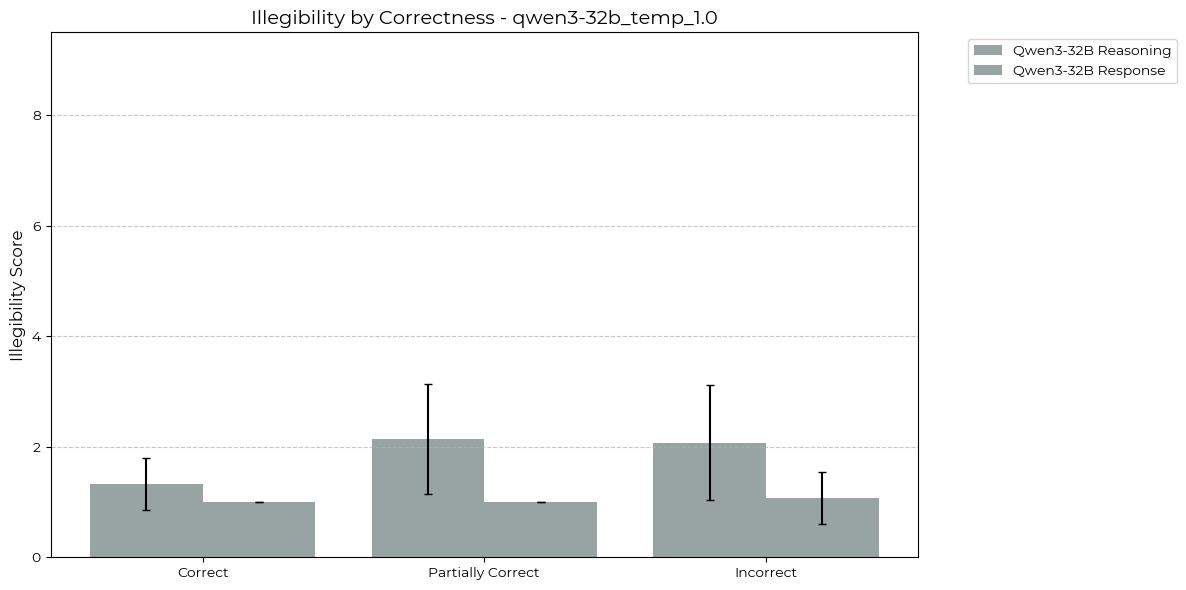 Illegibility by Correctness - qwen3-32b_temp_1.0
Qwen3-32B Reasoning
Qwen3-32B Response
Illegibility Score
8
6
4
2
0
Correct
Partially Correct
Incorrect